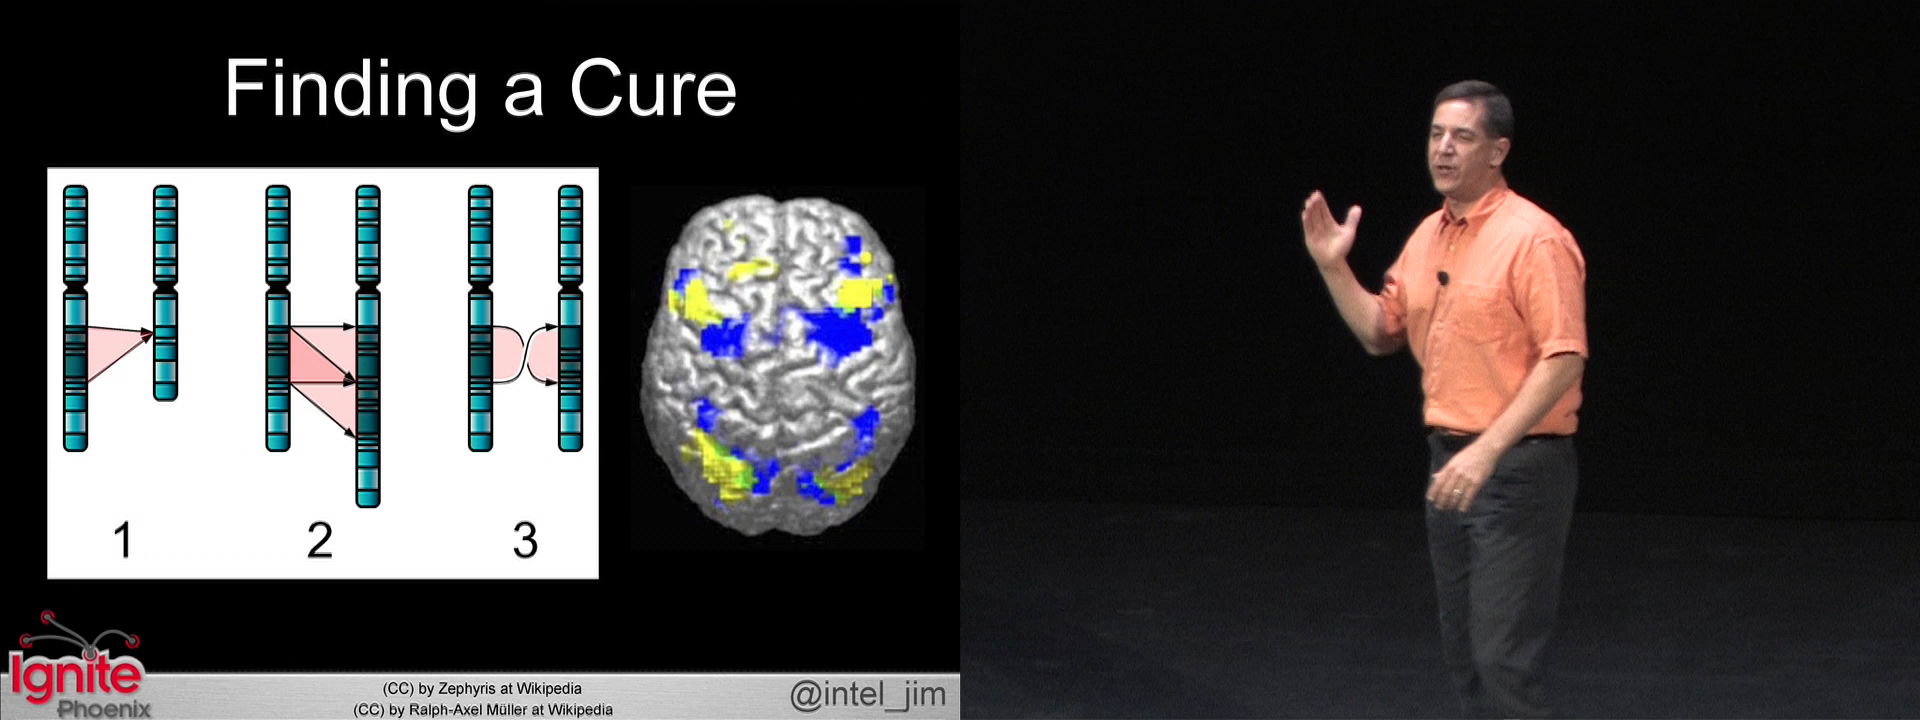 Finding a Cure
1 2 3
Ignite
Phoenix
(CC) by Zephyris at Wikipedia
(CC) by Ralph-Axel Müller at Wikipedia
@intel_jim